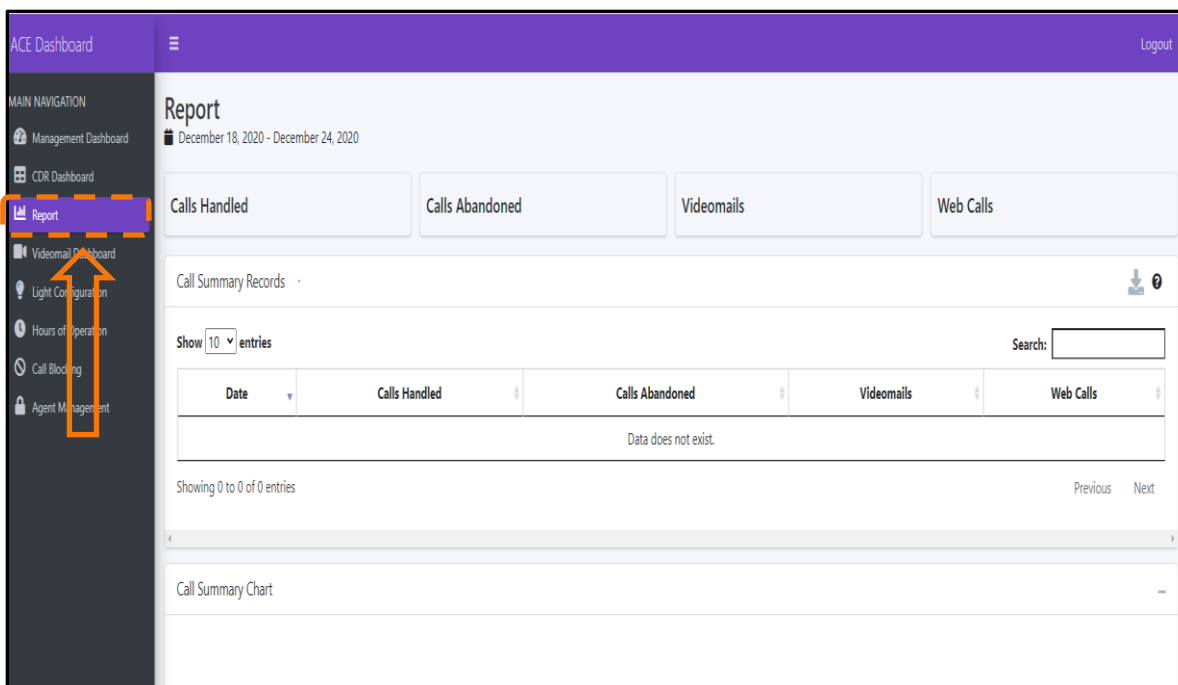 ACE Dashboard
Logout
MAIN NAVIGATION
Management Dashboard
CDR Dashboard
Report
Videomail Dashboard
Light Configuration
Hours of Operation
Call Blocking
Agent Management
Report
December 18, 2020 - December 24, 2020
Calls Handled Calls Abandoned Videomails Web Calls
Call Summary Records
Show 10 entries Search:
Date Calls Handled Calls Abandoned Videomails Web Calls
Data does not exist.
Showing 0 to 0 of 0 entries Previous Next
Call Summary Chart